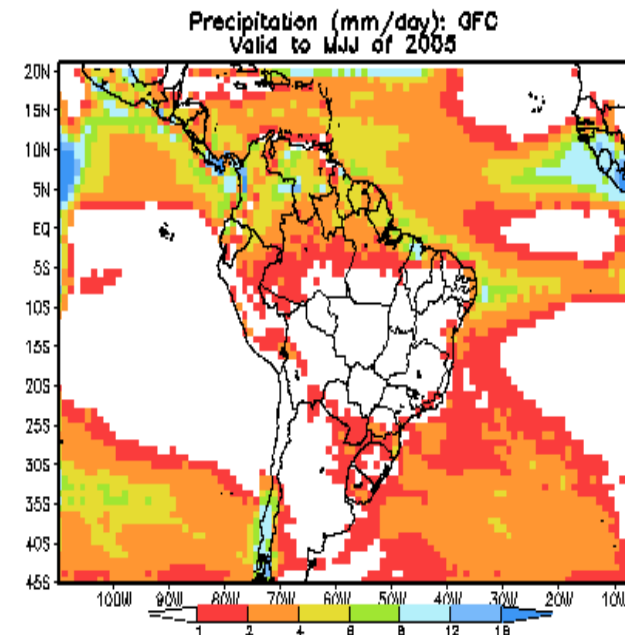 Precipitation (mm/day): GFC
Valid to MJJ of 2005
20N
15N
10N
5N
EQ
5S
10S
15S
20S
25S
30S
35S
40S
45S
100W 90W 80W 70W 60W 50W 40W 30W 20W 10W
1 2 4 6 8 12 16